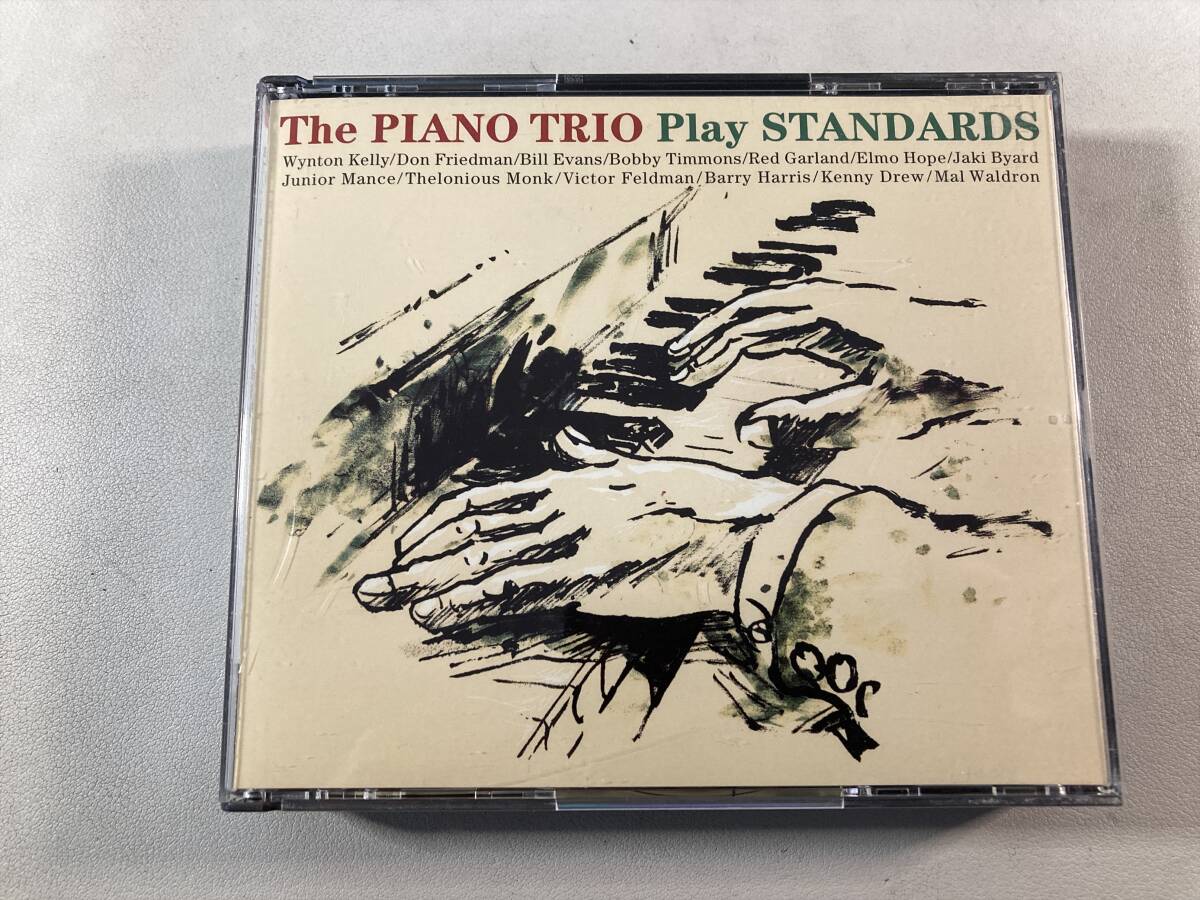 The PIANO TRIO Play STANDARDS
Wynton Kelly/Don Friedman/Bill Evans/Bobby Timmons/Red Garland/Elmo Hope/Jaki Byard
Junior Mance/Thelonious Monk/Victor Feldman/Barry Harris/Kenny Drew/Mal Waldron